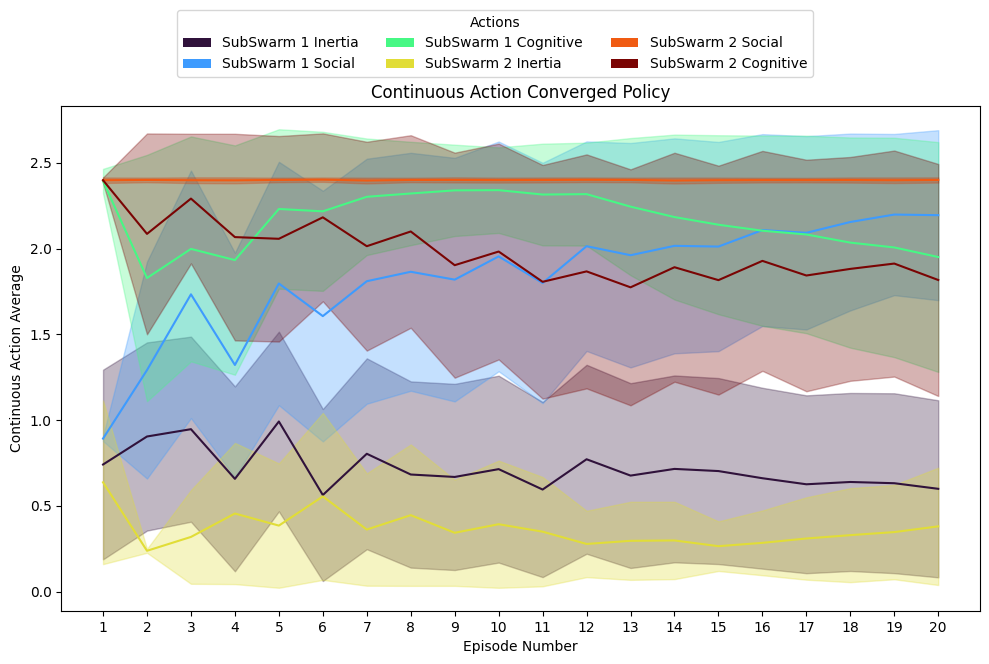 Actions
SubSwarm 1 Inertia SubSwarm 1 Cognitive SubSwarm 2 Social
SubSwarm 1 Social SubSwarm 2 Inertia SubSwarm 2 Cognitive
Continuous Action Converged Policy
Continuous Action Average
2.5
2.0
1.5
1.0
0.5
0.0
1 2 3 4 5 6 7 8 9 10 11 12 13 14 15 16 17 18 19 20
Episode Number